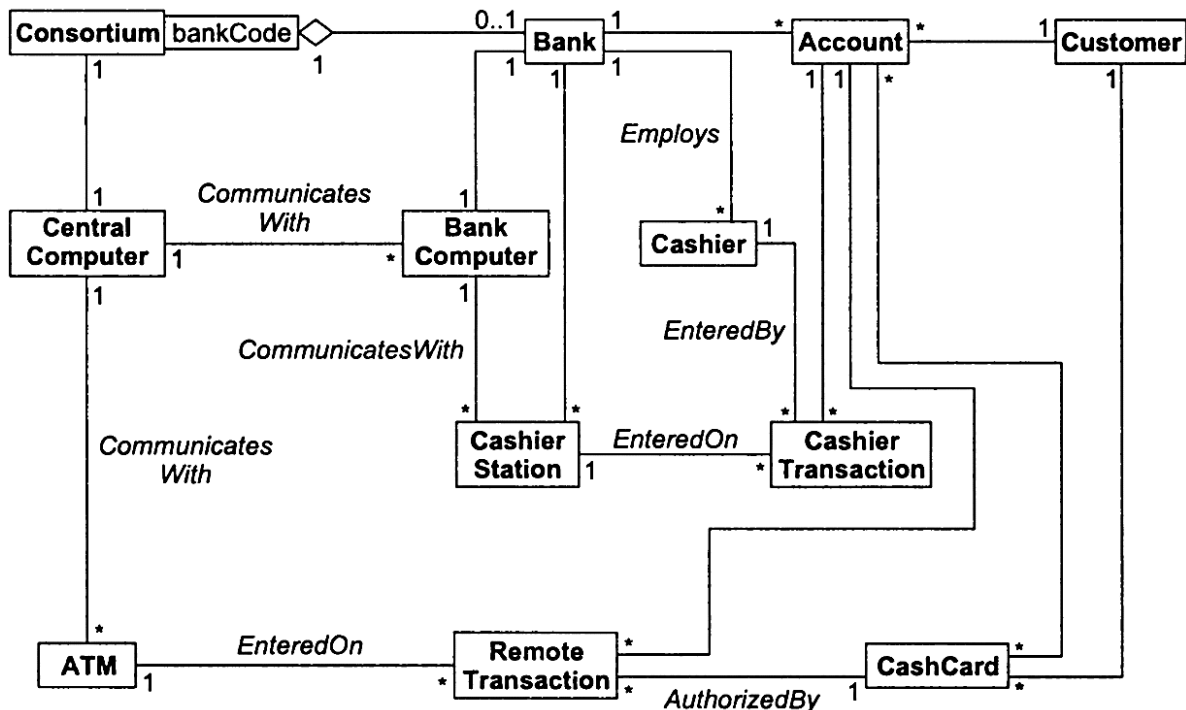 Consortium bankCode 1 0..1 Bank 1 * Account * 1 Customer
1 1 1 1 1 1 * 1
Employs
Communicates
With
1 1 * 1
Central
Computer
1 *
Bank
Computer
Cashier
1 1
CommunicatesWith
EnteredBy
* * * *
Communicates
With
Cashier
Station
EnteredOn
1 *
Cashier
Transaction
* * *
ATM
EnteredOn
1 *
Remote
Transaction
CashCard
* AuthorizedBy 1 *